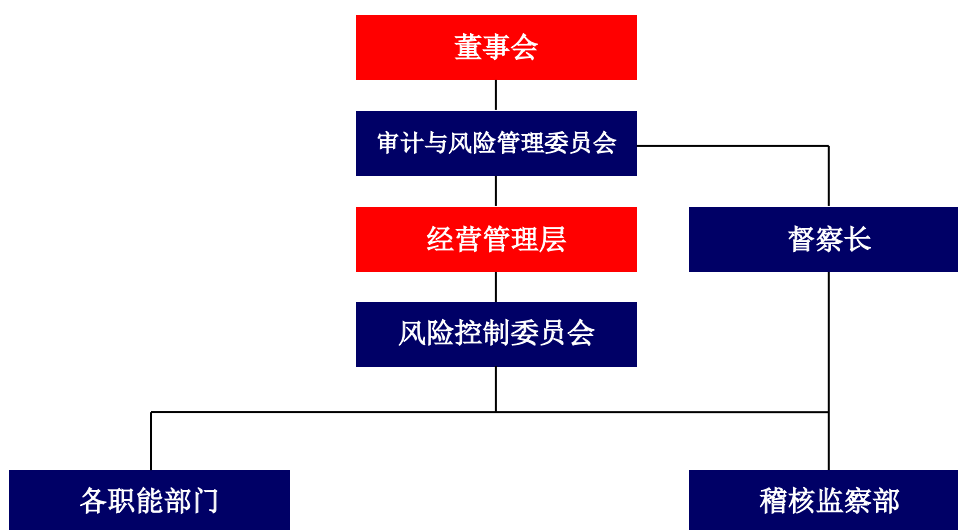 董事会
审计与风险管理委员会
经营管理层
督察长
风险控制委员会
各职能部门
稽核监察部